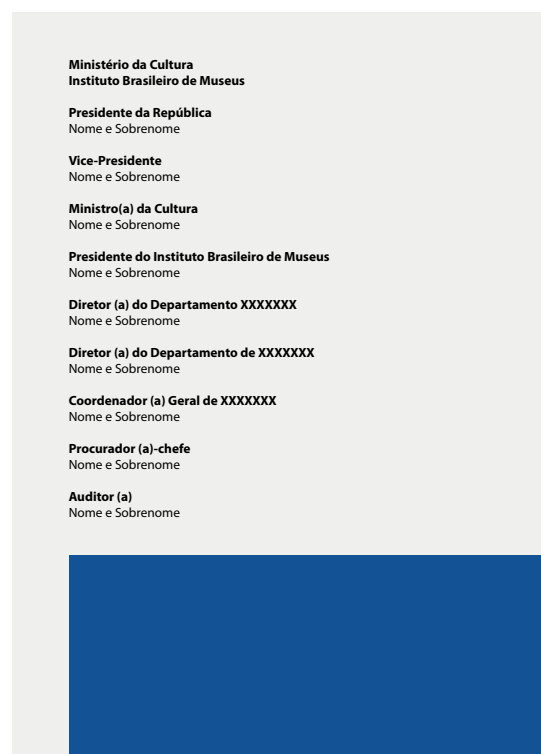 Ministério da Cultura
Instituto Brasileiro de Museus
Presidente da República
Nome e Sobrenome
Vice-Presidente
Nome e Sobrenome
Ministro(a) da Cultura
Nome e Sobrenome
Presidente do Instituto Brasileiro de Museus
Nome e Sobrenome
Diretor (a) do Departamento XXXXXXX
Nome e Sobrenome
Diretor (a) do Departamento de XXXXXXX
Nome e Sobrenome
Coordenador (a) Geral de XXXXXXX
Nome e Sobrenome
Procurador (a)-chefe
Nome e Sobrenome
Auditor (a)
Nome e Sobrenome